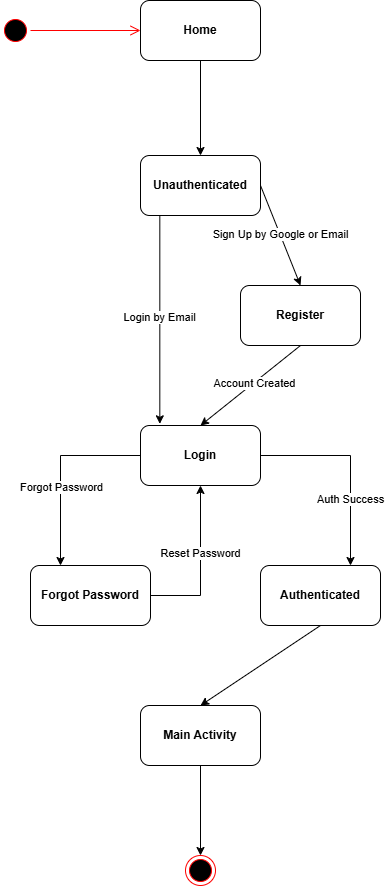 Home
Unauthenticated
Sign Up by Google or Email
Register
Login by Email
Account Created
Login
Forgot Password
Auth Success
Reset Password
Forgot Password
Authenticated
Main Activity